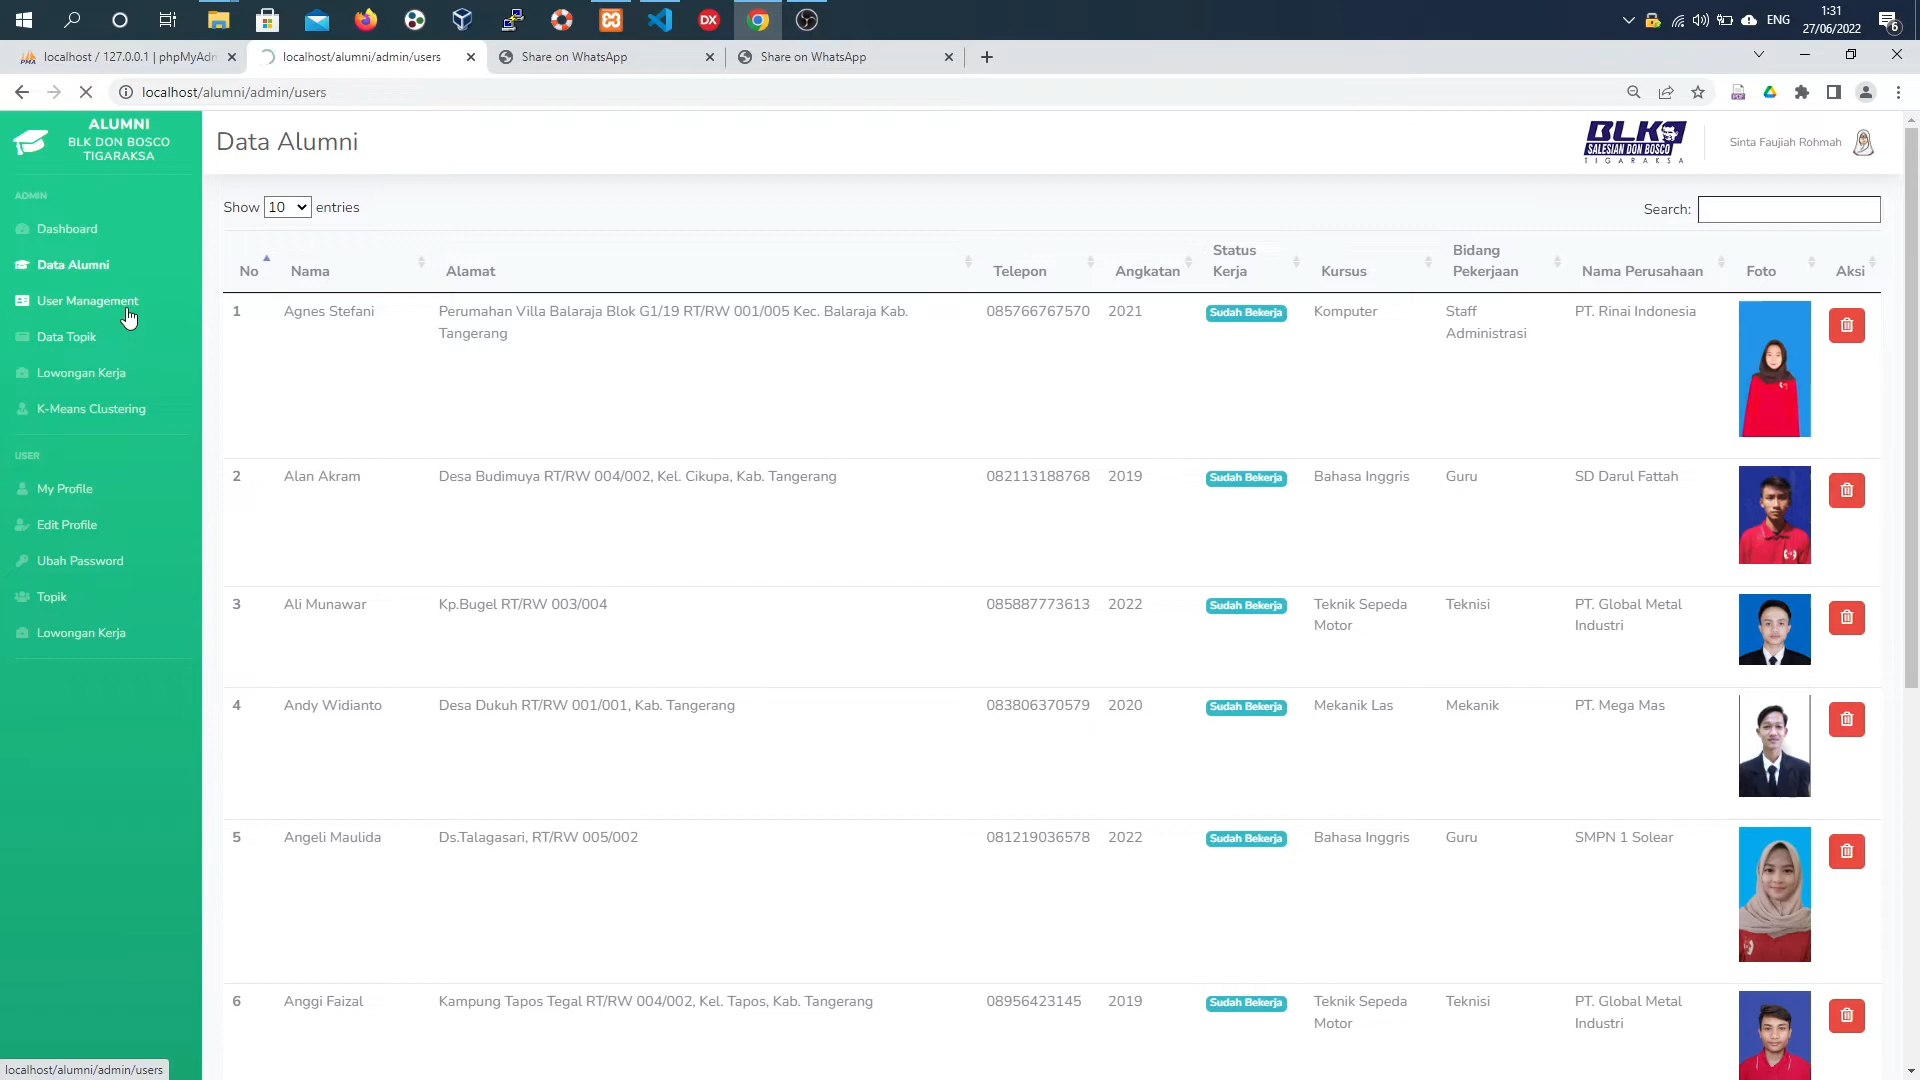 1:31
ENG
27/06/2022
6
localhost / 127.0.0.1 | phpMyAdm
localhost/alumni/admin/users
Share on WhatsApp
Share on WhatsApp
localhost/alumni/admin/users
ALUMNI
BLK DON BOSCO
TIGARAKSA
ADMIN
Dashboard
Data Alumni
User Management
Data Topik
Lowongan Kerja
K-Means Clustering
USER
My Profile
Edit Profile
Ubah Password
Topik
Lowongan Kerja
Data Alumni
BLK
SALESIAN DON BOSCO
TIGARAKSA
Sinta Faujiah Rohmah
Show 10 entries
Search:
No Nama Alamat Telepon Angkatan Status Kerja Kursus Bidang Pekerjaan Nama Perusahaan Foto Aksi
1 Agnes Stefani Perumahan Villa Balaraja Blok G1/19 RT/RW 001/005 Kec. Balaraja Kab. 085766767570 2021 Sudah Bekerja Komputer Staff PT. Rinai Indonesia
Tangerang Administrasi
2 Alan Akram Desa Budimuya RT/RW 004/002, Kel. Cikupa, Kab. Tangerang 082113188768 2019 Sudah Bekerja Bahasa Inggris Guru SD Darul Fattah
3 Ali Munawar Kp.Bugel RT/RW 003/004 085887773613 2022 Sudah Bekerja Teknik Sepeda Teknisi PT. Global Metal
Motor Industri
4 Andy Widianto Desa Dukuh RT/RW 001/001, Kab. Tangerang 083806370579 2020 Sudah Bekerja Mekanik Las Mekanik PT. Mega Mas
5 Angeli Maulida Ds.Talagasari, RT/RW 005/002 081219036578 2022 Sudah Bekerja Bahasa Inggris Guru SMPN 1 Solear
6 Anggi Faizal Kampung Tapos Tegal RT/RW 004/002, Kel. Tapos, Kab. Tangerang 08956423145 2019 Sudah Bekerja Teknik Sepeda Teknisi PT. Global Metal
Motor Industri
localhost/alumni/admin/users